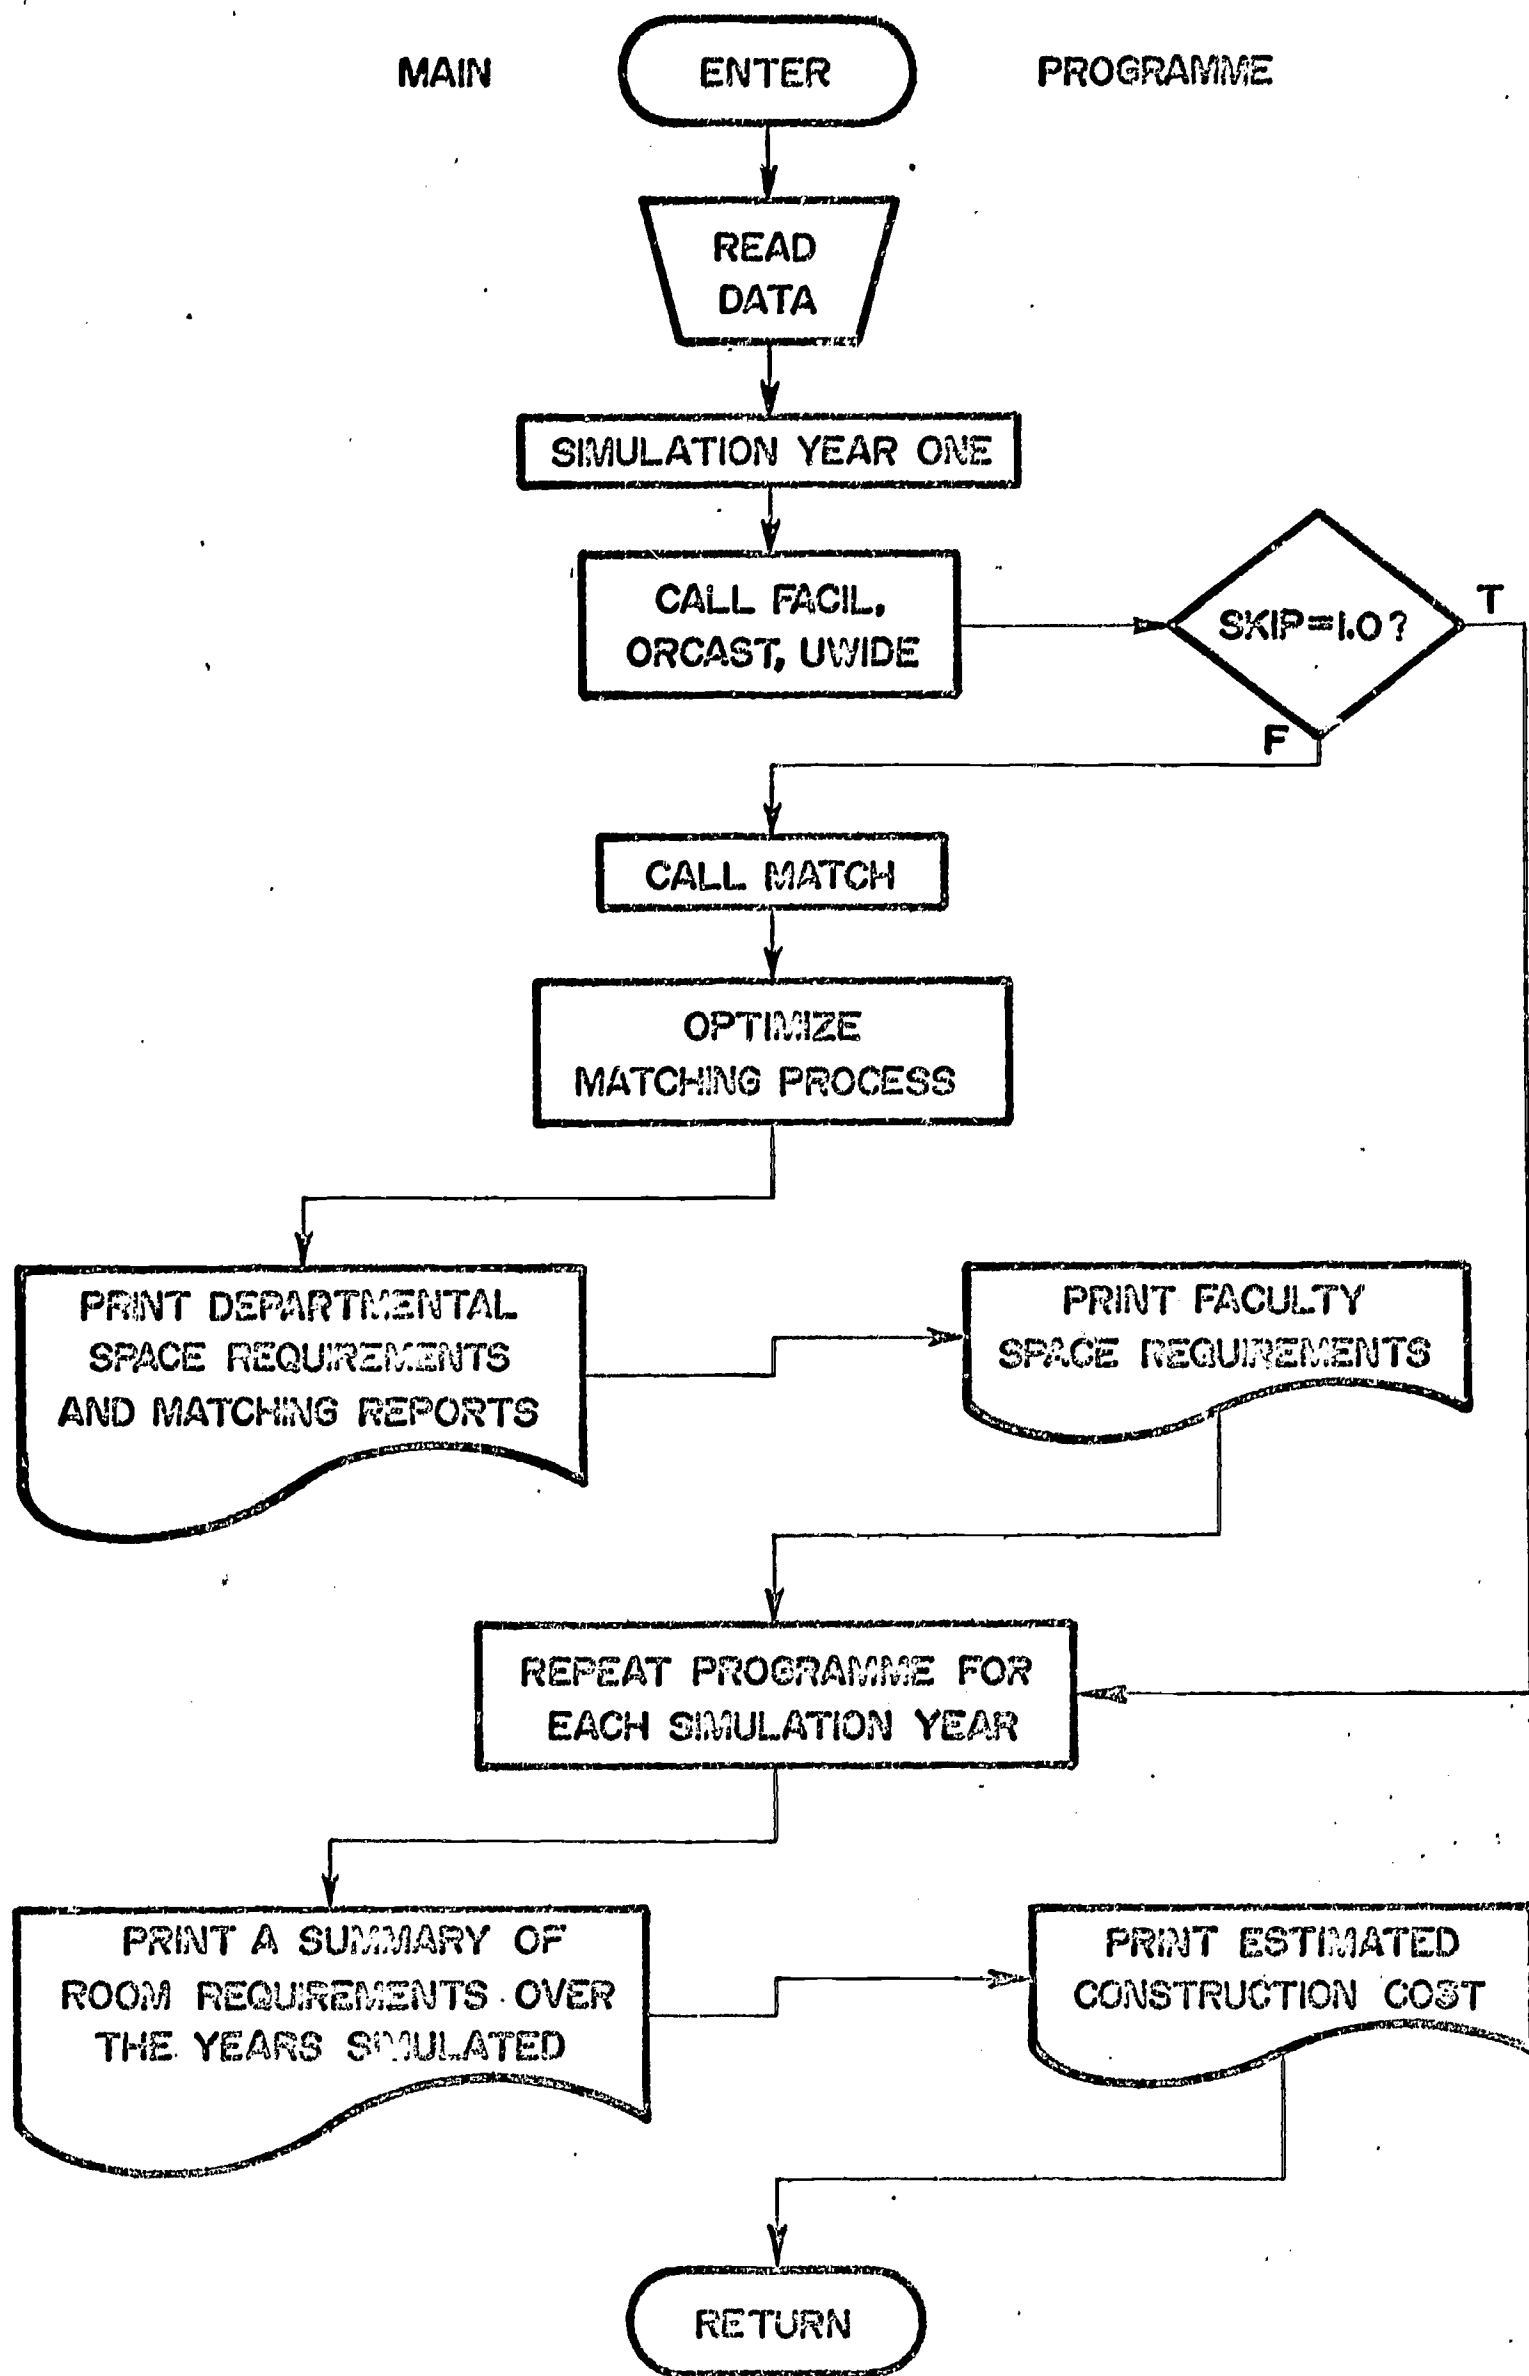 MAIN ENTER PROGRAMME
READ
DATA
SIMULATION YEAR ONE
CALL FACIL,
ORCAST, UWIDE
SKIP=1.0?
T
F
CALL MATCH
OPTIMIZE
MATCHING PROCESS
PRINT DEPARTMENTAL
SPACE REQUIREMENTS
AND MATCHING REPORTS
PRINT FACULTY
SPACE REQUIREMENTS
REPEAT PROGRAMME FOR
EACH SIMULATION YEAR
PRINT A SUMMARY OF
ROOM REQUIREMENTS OVER
THE YEARS SIMULATED
PRINT ESTIMATED
CONSTRUCTION COST
RETURN